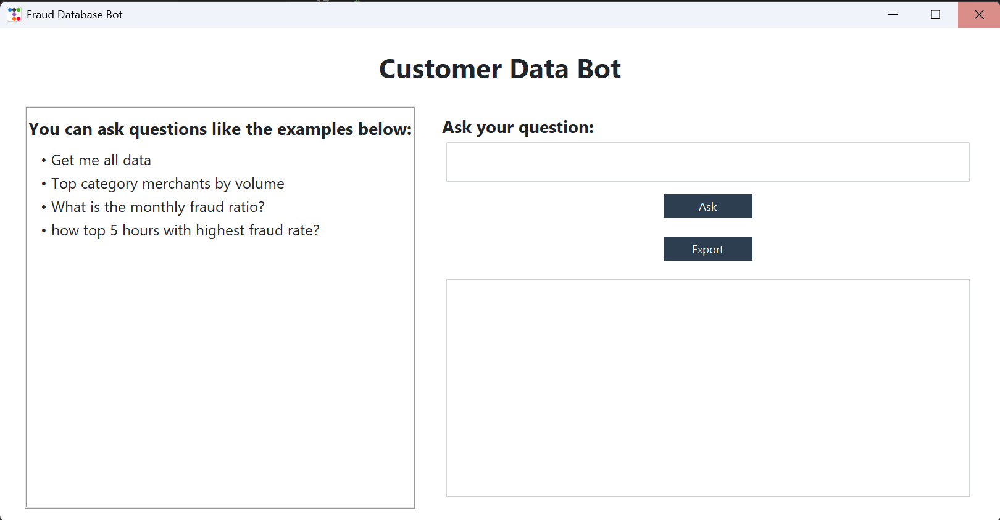 Fraud Database Bot
Customer Data Bot
You can ask questions like the examples below:
• Get me all data
• Top category merchants by volume
• What is the monthly fraud ratio?
• how top 5 hours with highest fraud rate?
Ask your question:
Ask
Export